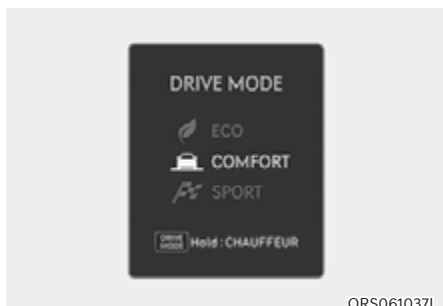 DRIVE MODE
ECO
COMFORT
SPORT
DRIVE MODE Hold : CHAUFFEUR
ORS061037L